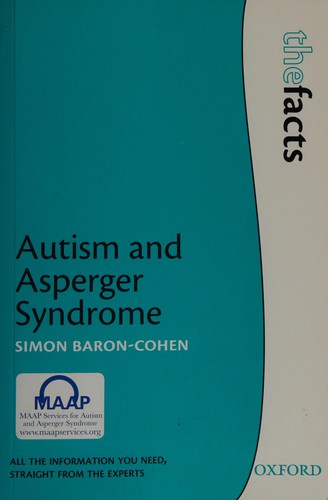 thefacts
Autism and
Asperger
Syndrome
SIMON BARON-COHEN
MAAP
MAAP Services for Autism
and Asperger Syndrome
www.maapservices.org
ALL THE INFORMATION YOU NEED,
STRAIGHT FROM THE EXPERTS
OXFORD